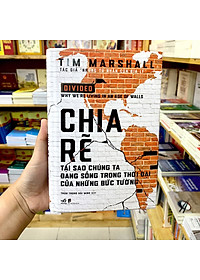 TIM MARSHALL
DIVIDED
WHY WE'RE LIVING IN AN AGE OF WALLS
CHIA
RẼ
TẠI SAO CHÚNG TA
ĐANG SỐNG TRONG THỜI ĐẠI
CỦA NHỮNG BỨC TƯỜNG